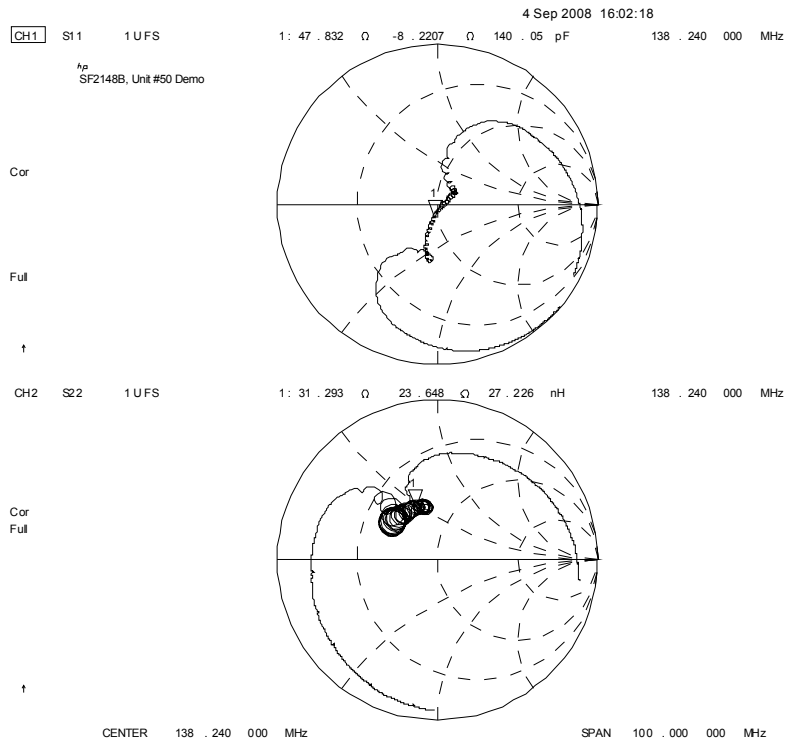 4 Sep 2008 16:02:18
CH1 S11 1 U FS 1: 47 . 832 Ω -8 . 2207 Ω 140 . 05 pF 138 . 240 000 MHz
hp
SF2148B, Unit #50 Demo
Cor
1
Full
↑
CH2 S22 1 U FS 1: 31 . 293 Ω 23 . 648 Ω 27 . 226 nH 138 . 240 000 MHz
1
Cor
Full
↑
CENTER 138 . 240 000 MHz SPAN 100 . 000 000 MHz